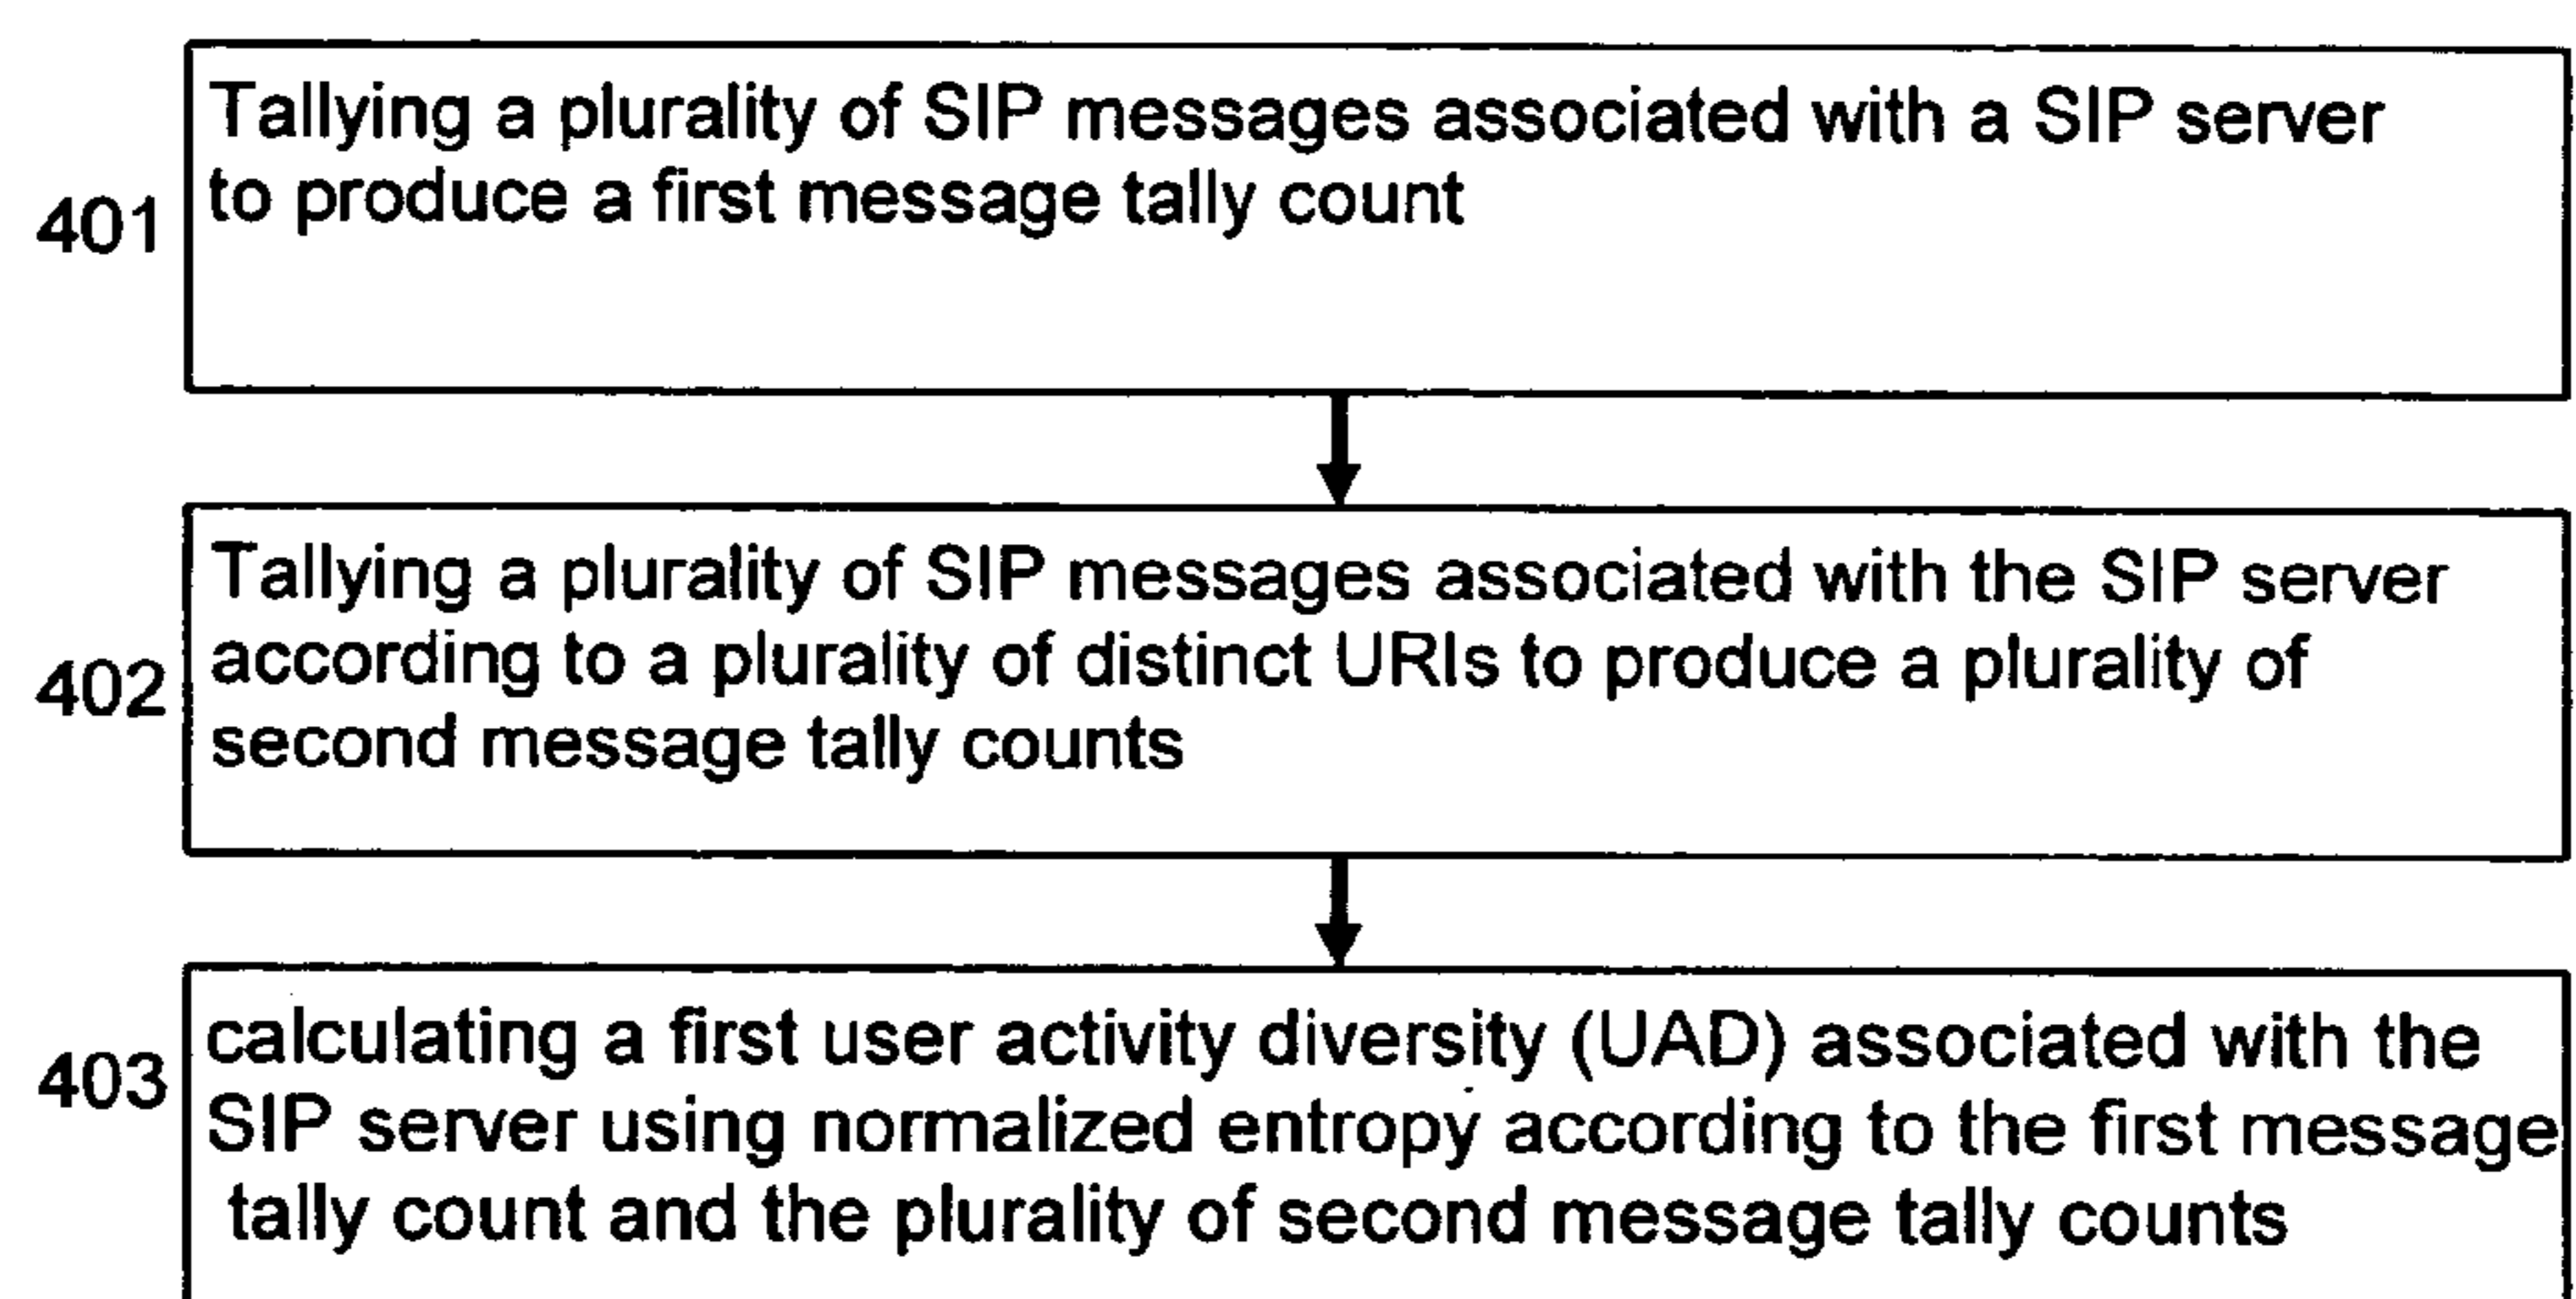 Tallying a plurality of SIP messages associated with a SIP server
to produce a first message tally count
401
Tallying a plurality of SIP messages associated with the SIP server
according to a plurality of distinct URIs to produce a plurality of
402
second message tally counts
calculating a first user activity diversity (UAD) associated with the
403
SIP server using normalized entropy according to the first message
tally count and the plurality of second message tally counts